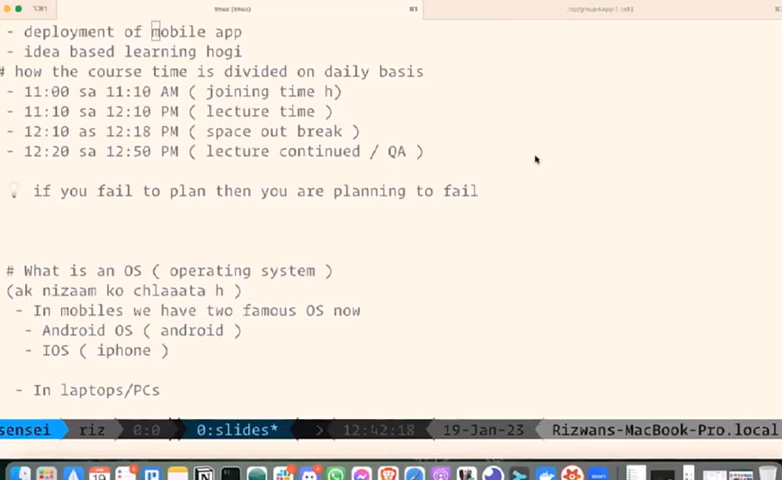 tmux (tmux)
- deployment of mobile app
- idea based learning hogi
# how the course time is divided on daily basis
- 11:00 sa 11:10 AM ( joining time h)
- 11:10 sa 12:10 PM ( lecture time )
- 12:10 as 12:18 PM ( space out break )
- 12:20 sa 12:50 PM ( lecture continued / QA )
if you fail to plan then you are planning to fail
# What is an OS ( operating system )
(ak nizaam ko chlaaata h )
- In mobiles we have two famous OS now
- Android OS ( android )
- IOS ( iphone )
- In laptops/PCs
sensei riz 0:0 0:slides* > 12:42:18 19-Jan-23 Rizwans-MacBook-Pro.local